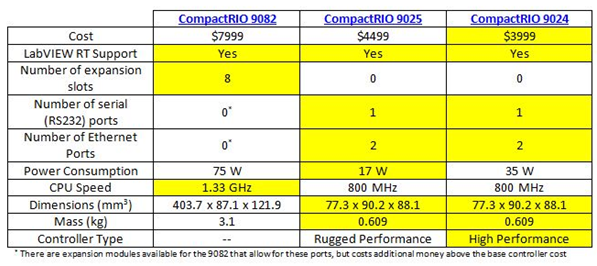 CompactRIO 9082 CompactRIO 9025 CompactRIO 9024
Cost $7999 $4499 $3999
LabVIEW RT Support Yes Yes Yes
Number of expansion slots 8 0 0
Number of serial (RS232) ports 0* 1 1
Number of Ethernet Ports 0* 2 2
Power Consumption 75 W 17 W 35 W
CPU Speed 1.33 GHz 800 MHz 800 MHz
Dimensions (mm³) 403.7 x 87.1 x 121.9 77.3 x 90.2 x 88.1 77.3 x 90.2 x 88.1
Mass (kg) 3.1 0.609 0.609
Controller Type -- Rugged Performance High Performance
* There are expansion modules available for the 9082 that allow for these ports, but costs additional money above the base controller cost